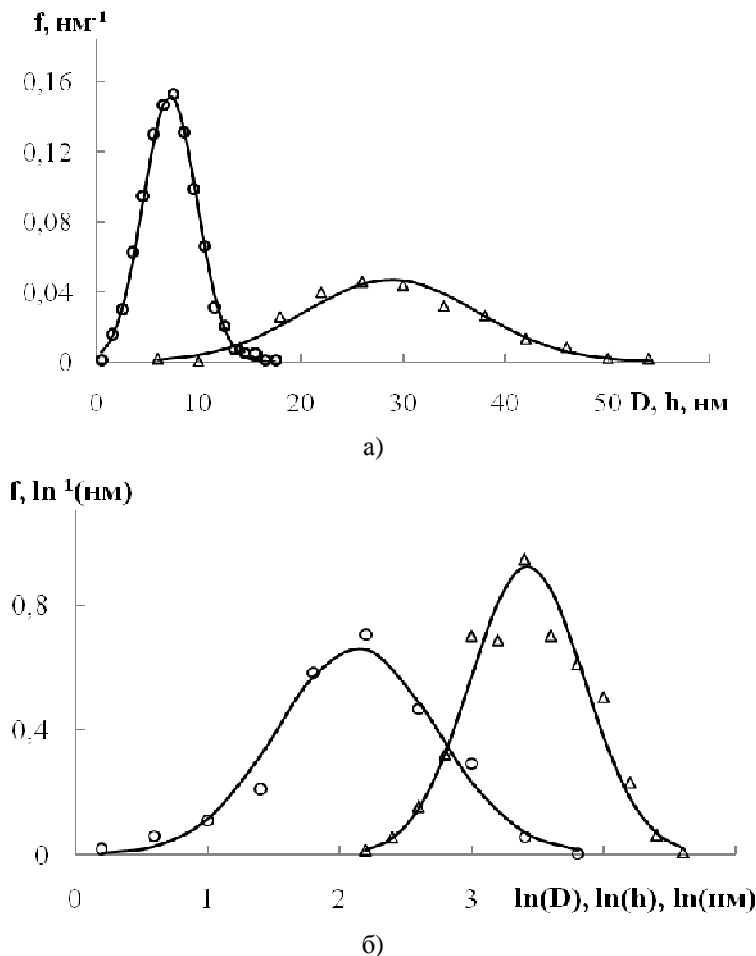 f, нм⁻¹
0,16
0,12
0,08
0,04
0
0 10 20 30 40 50 D, h, нм
а)
f, ln⁻¹(нм)
0,8
0,4
0
0 1 2 3 ln(D), ln(h), ln(нм)
б)